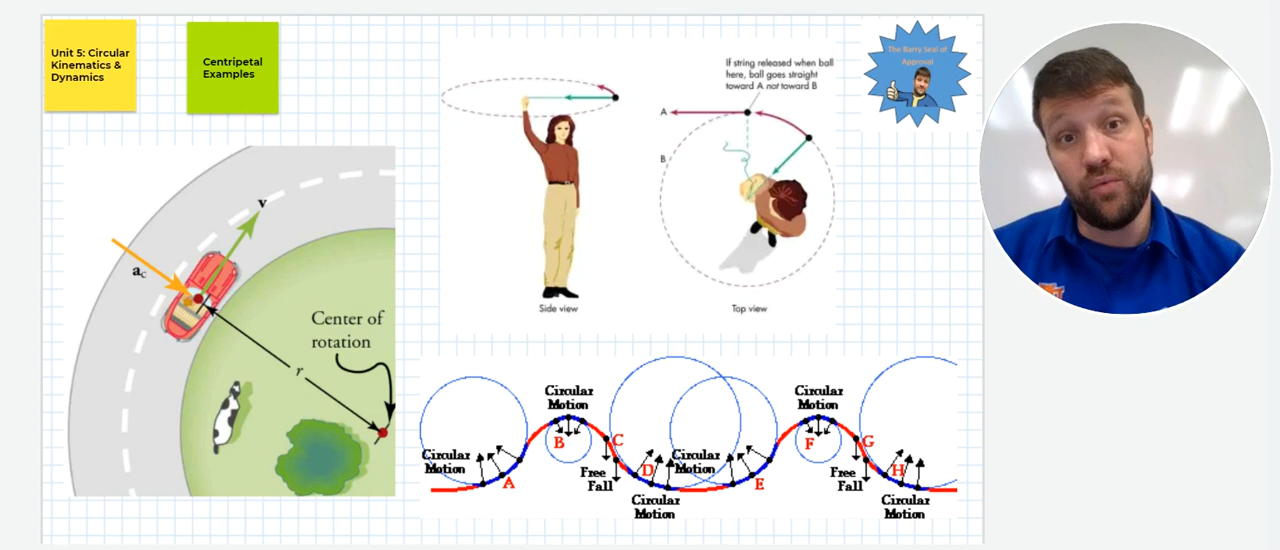 Unit 5: Circular
Kinematics &
Dynamics
Centripetal
Examples
The Barry Seal of
Approval
If string released when ball
here, ball goes straight
toward A not toward B
A
B
Side view
Top view
v
ac
r
Center of
rotation
Circular
Motion
A
Circular
Motion
B
C
Free
Fall
D
Circular
Motion
Circular
Motion
E
Circular
Motion
F
G
Free
Fall
H
Circular
Motion